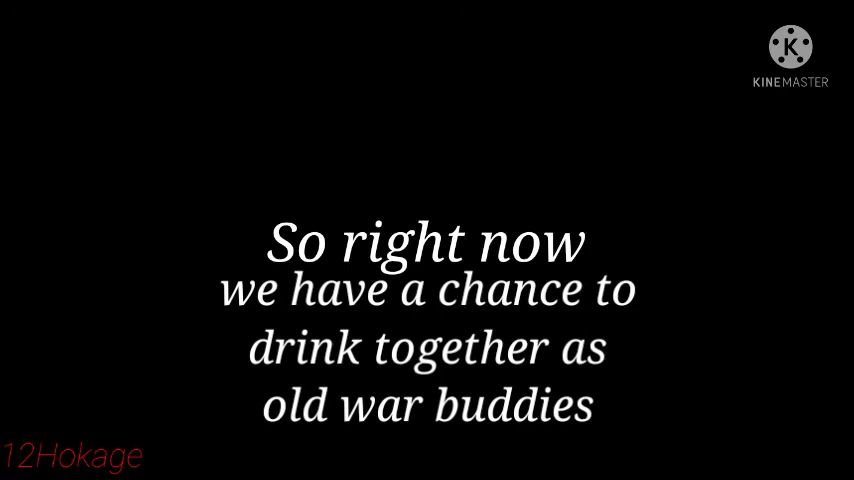 K
KINEMASTER
So right now
we have a chance to
drink together as
old war buddies
12Hokage